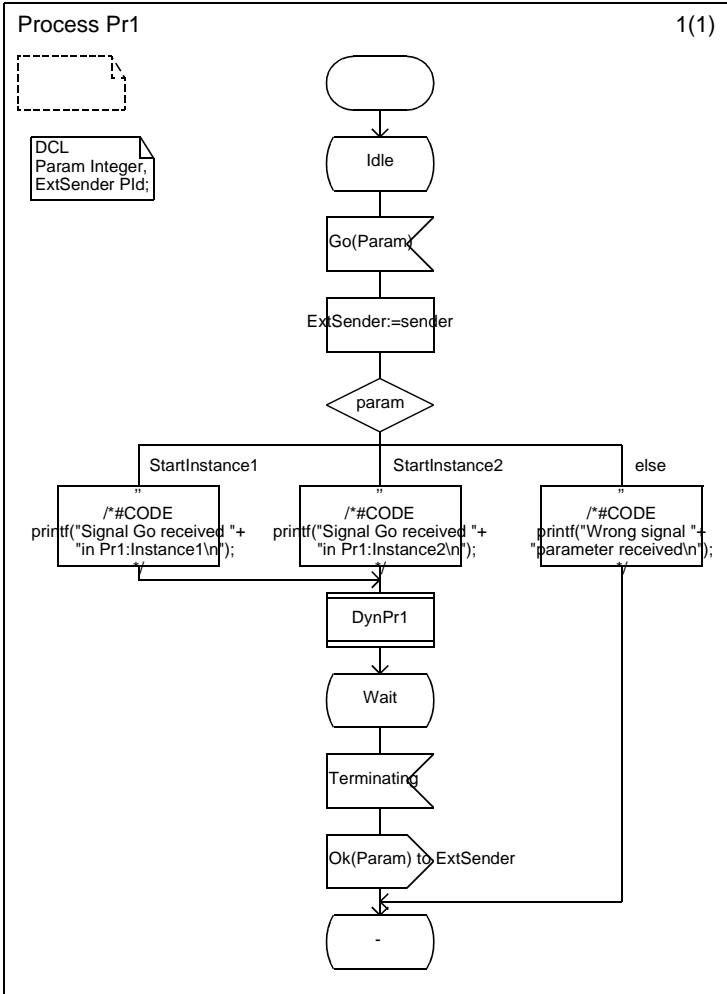 Process Pr1
1(1)
DCL
Param Integer,
ExtSender PId;
Idle
Go(Param)
ExtSender:=sender
param
StartInstance1
StartInstance2
else
''
/*#CODE
printf("Signal Go received "+
"in Pr1:Instance1\n");
*/
''
/*#CODE
printf("Signal Go received "+
"in Pr1:Instance2\n");
*/
''
/*#CODE
printf("Wrong signal "+
"parameter received\n");
*/
DynPr1
Wait
Terminating
Ok(Param) to ExtSender
-